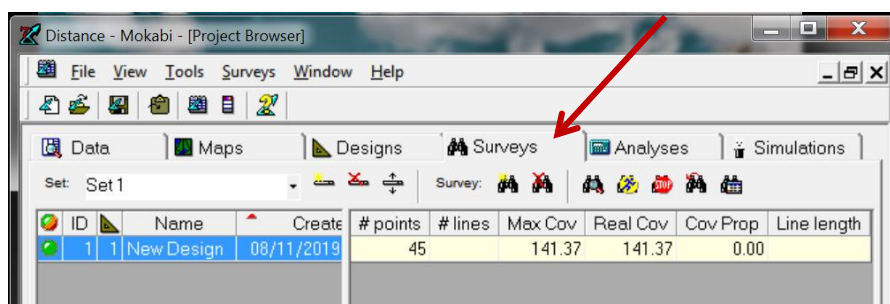 Distance - Mokabi - [Project Browser]
File View Tools Surveys Window Help
Data Maps Designs Surveys Analyses Simulations
Set: Set 1 Survey: STOP
ID Name Create # points # lines Max Cov Real Cov Cov Prop Line length
1 1 New Design 08/11/2019 45 141.37 141.37 0.00